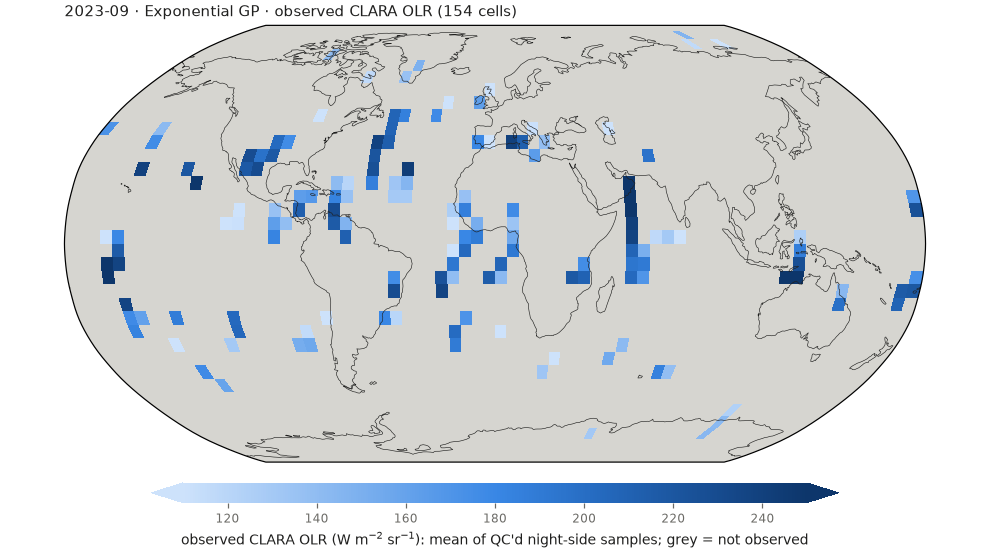 2023-09 · Exponential GP · observed CLARA OLR (154 cells)
120 140 160 180 200 220 240
observed CLARA OLR (W m⁻² sr⁻¹): mean of QC'd night-side samples; grey = not observed